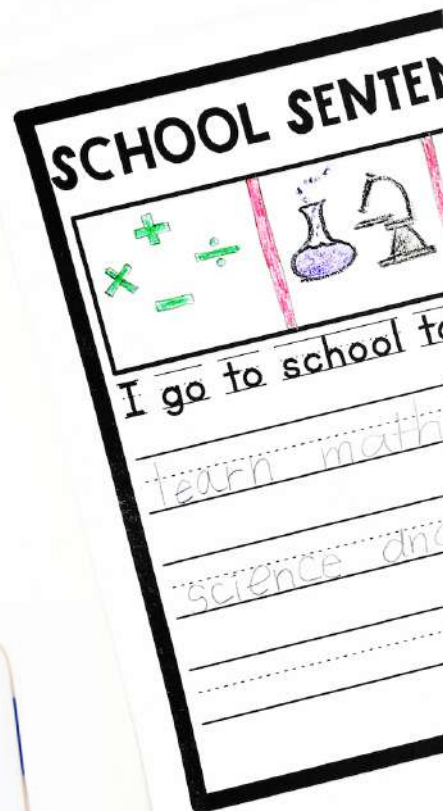 SCHOOL SENTEN
I go to school to
learn math
science and